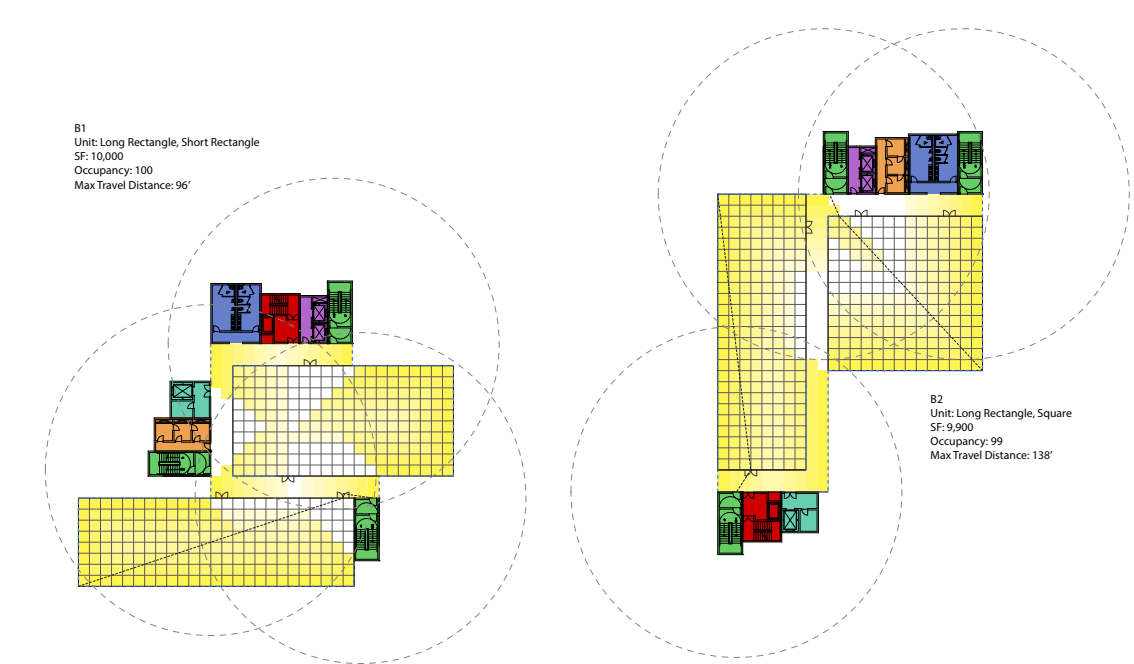 B1
Unit: Long Rectangle, Short Rectangle
SF: 10,000
Occupancy: 100
Max Travel Distance: 96’
B2
Unit: Long Rectangle, Square
SF: 9,900
Occupancy: 99
Max Travel Distance: 138’